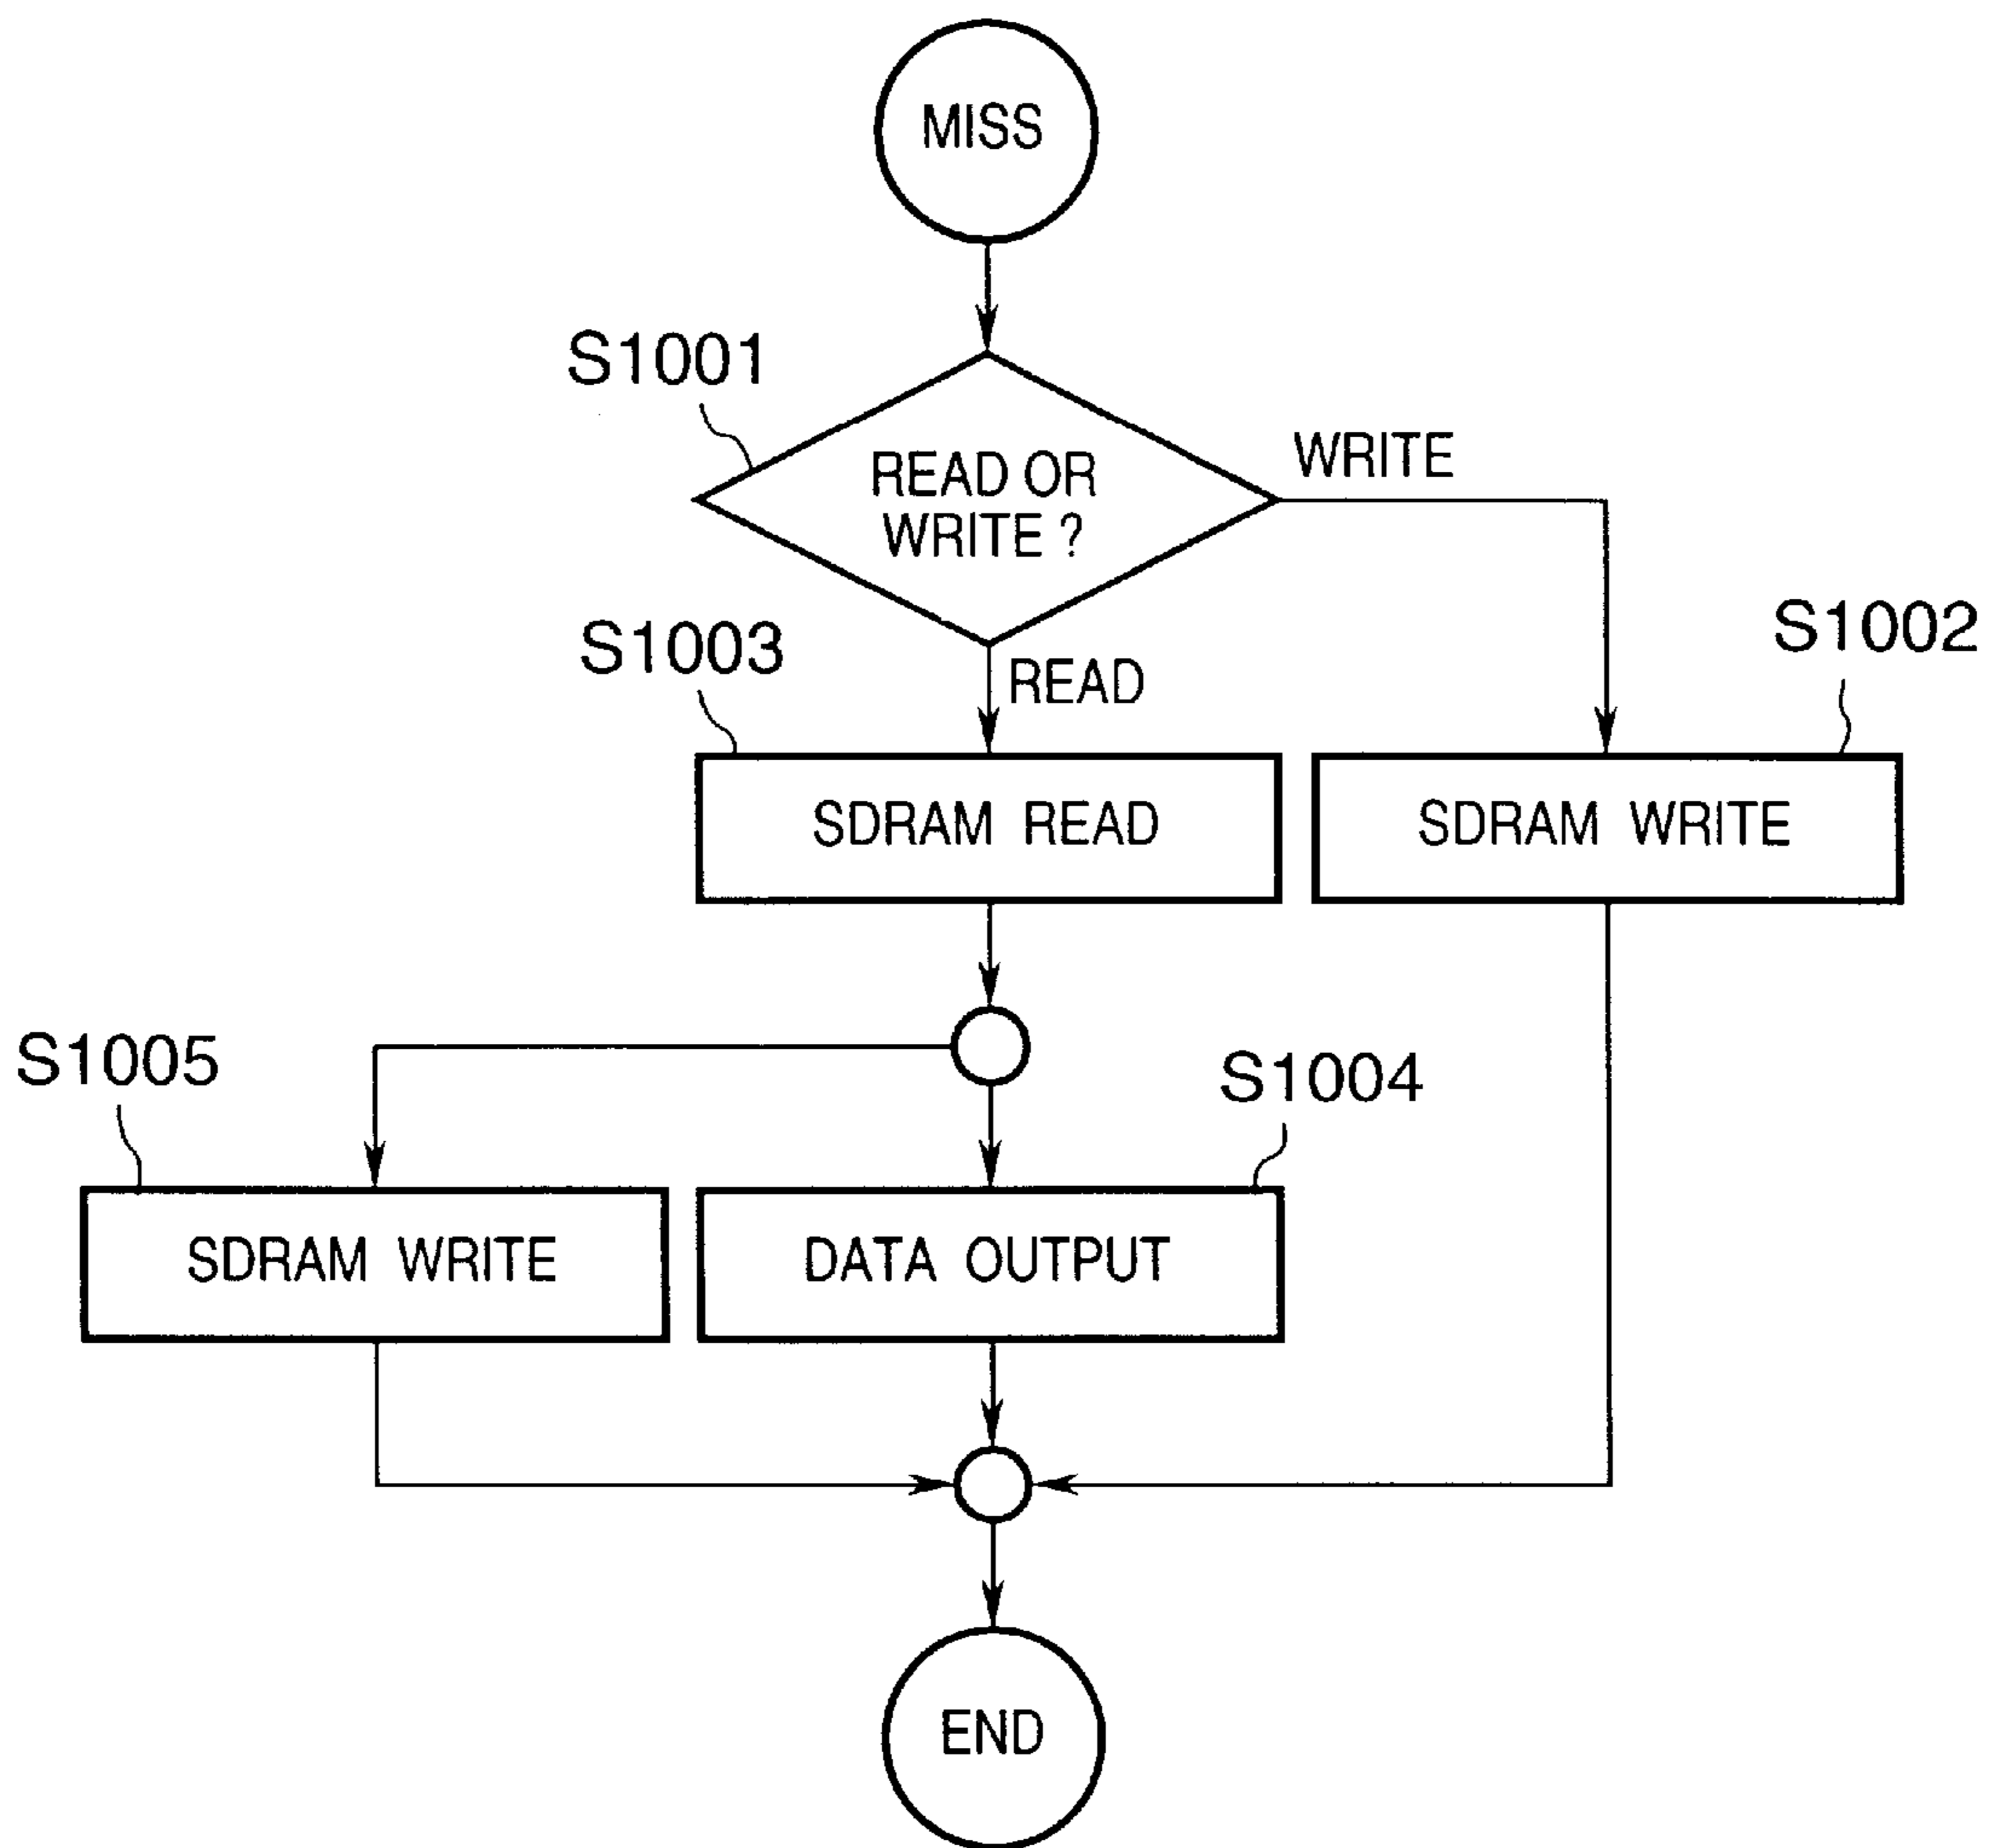 MISS
S1001
READ OR
WRITE ?
WRITE
S1003
READ
S1002
SDRAM READ
SDRAM WRITE
S1005
S1004
SDRAM WRITE
DATA OUTPUT
END